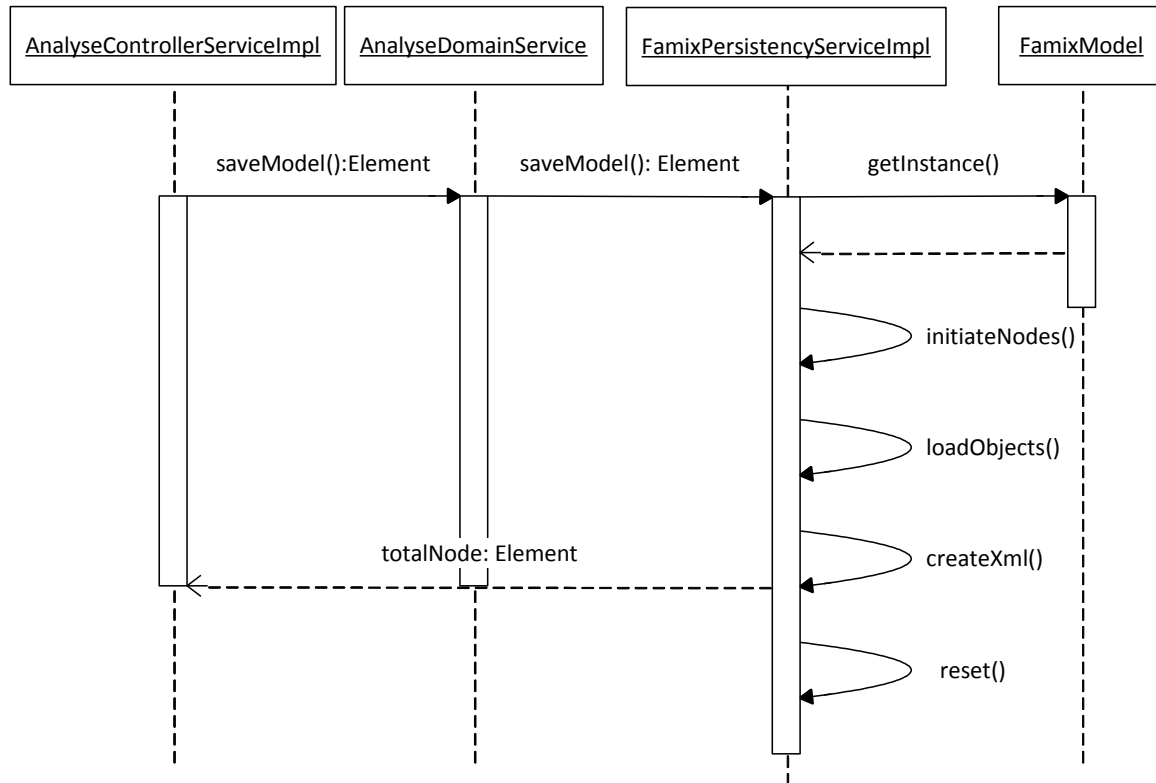 AnalyseControllerServiceImpl
AnalyseDomainService
FamixPersistencyServiceImpl
FamixModel
saveModel():Element
saveModel(): Element
getInstance()
initiateNodes()
loadObjects()
totalNode: Element
createXml()
reset()